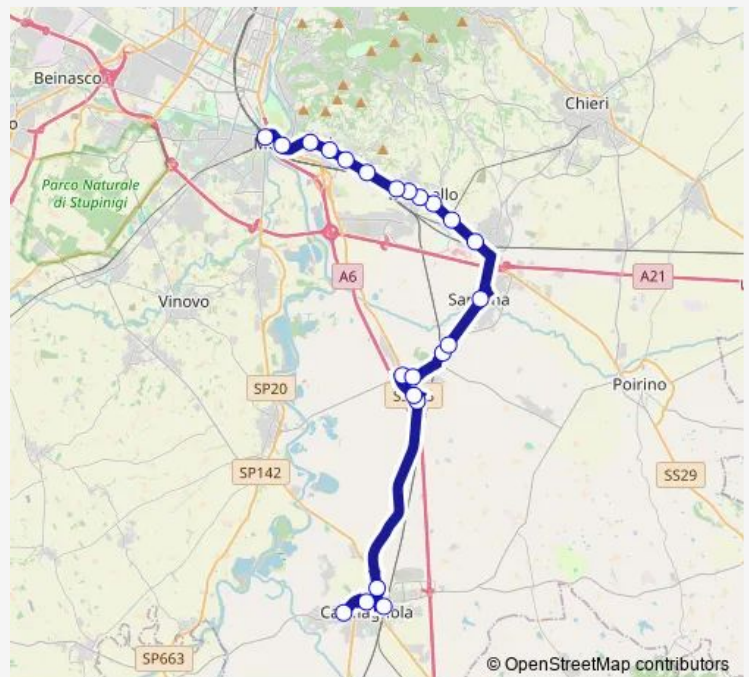 Beinasco
Chieri
Parco Naturale
di Stupinigi
A6
A21
Vinovo
SP20
Poirino
SP142
SS29
SP663
© OpenStreetMap contributors